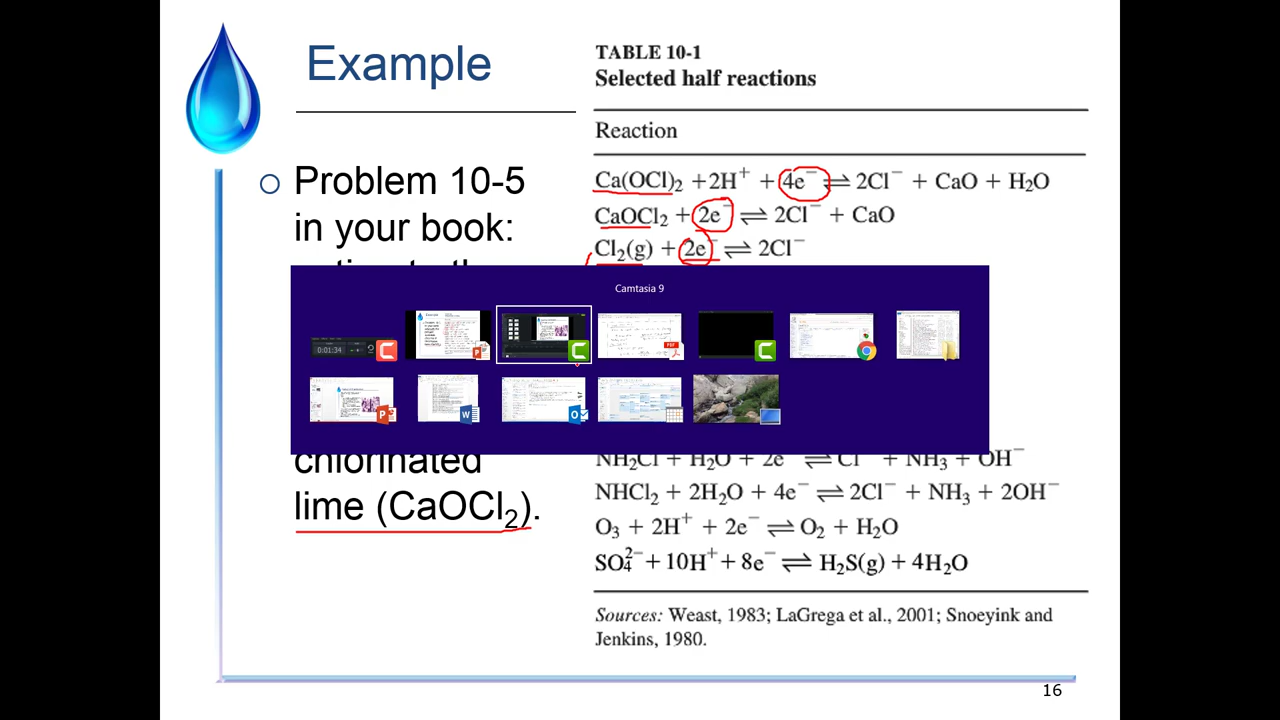 Example
Problem 10-5
in your book:
chlorinated
lime (CaOCl₂).
TABLE 10-1
Selected half reactions
Reaction
Ca(OCl)₂ + 2H⁺ + 4e⁻ ⇌ 2Cl⁻ + CaO + H₂O
CaOCl₂ + 2e⁻ ⇌ 2Cl⁻ + CaO
Cl₂(g) + 2e⁻ ⇌ 2Cl⁻
Camtasia 9
0:01:34
NH₂Cl + H₂O + 2e⁻ ⇌ Cl⁻ + NH₃ + OH⁻
NHCl₂ + 2H₂O + 4e⁻ ⇌ 2Cl⁻ + NH₃ + 2OH⁻
O₃ + 2H⁺ + 2e⁻ ⇌ O₂ + H₂O
SO₄²⁻ + 10H⁺ + 8e⁻ ⇌ H₂S(g) + 4H₂O
Sources: Weast, 1983; LaGrega et al., 2001; Snoeyink and
Jenkins, 1980.
16